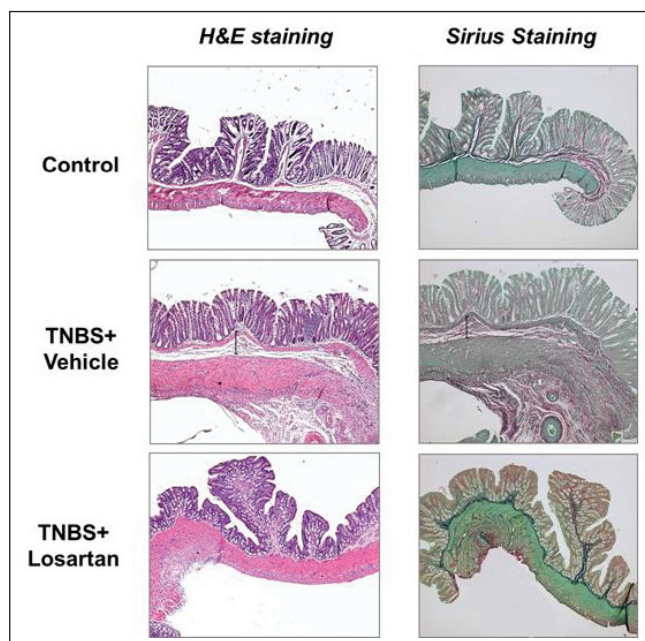 H&E staining
Sirius Staining
Control
TNBS+
Vehicle
TNBS+
Losartan